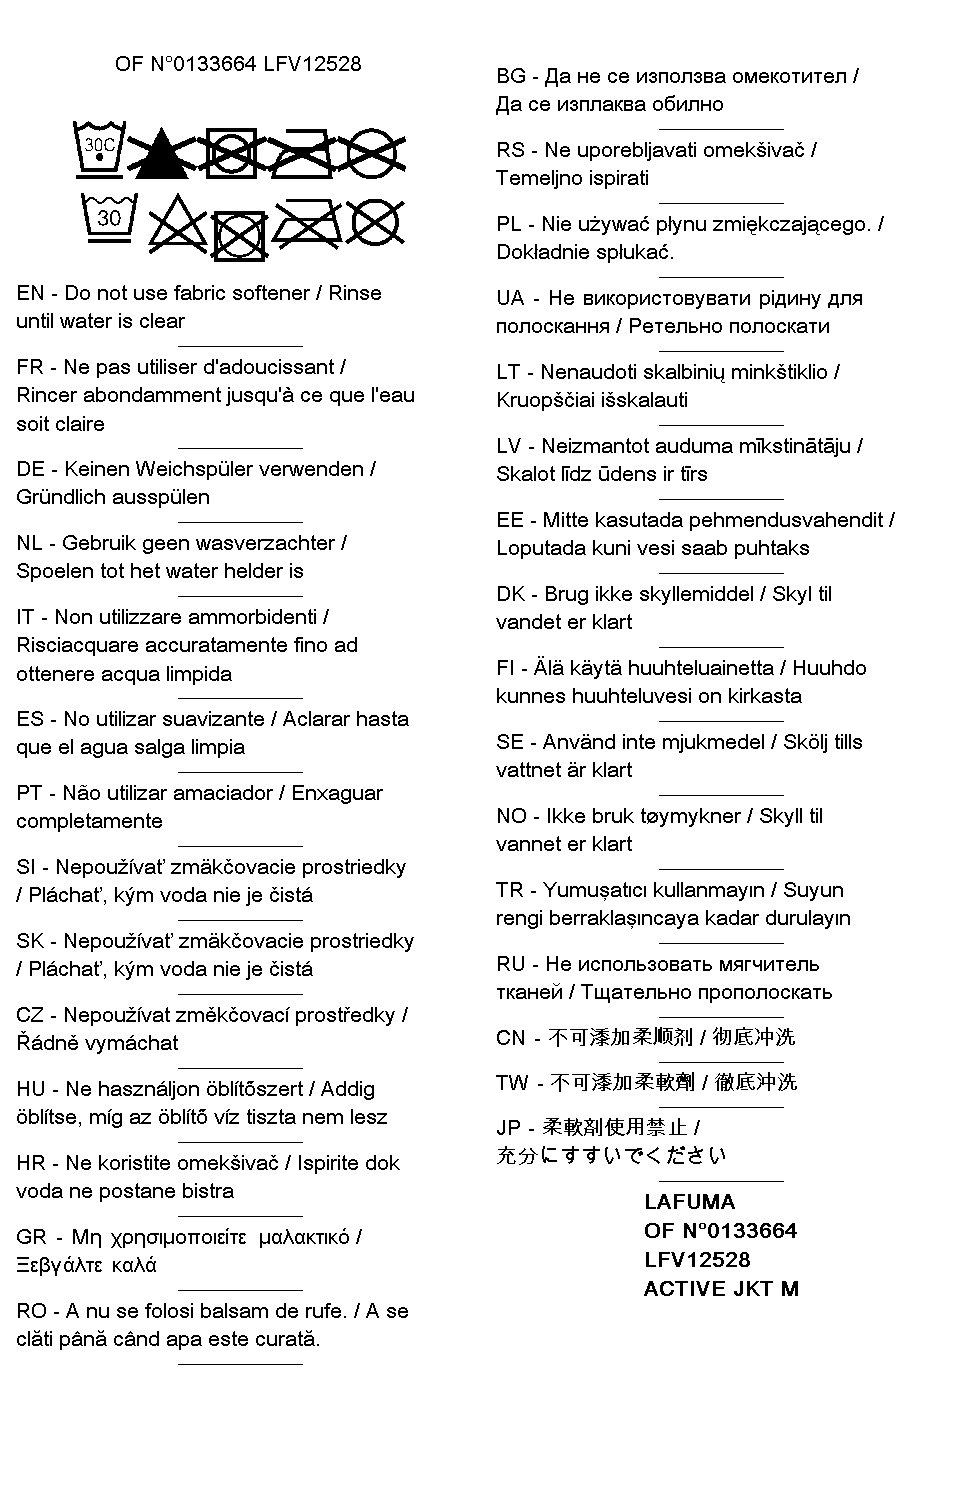 OF N°0133664 LFV12528
30C
30
EN - Do not use fabric softener / Rinse
until water is clear
FR - Ne pas utiliser d'adoucissant /
Rincer abondamment jusqu'à ce que l'eau
soit claire
DE - Keinen Weichspüler verwenden /
Gründlich ausspülen
NL - Gebruik geen wasverzachter /
Spoelen tot het water helder is
IT - Non utilizzare ammorbidenti /
Risciacquare accuratamente fino ad
ottenere acqua limpida
ES - No utilizar suavizante / Aclarar hasta
que el agua salga limpia
PT - Não utilizar amaciador / Enxaguar
completamente
SI - Nepoužívať zmäkčovacie prostriedky
/ Pláchať, kým voda nie je čistá
SK - Nepoužívať zmäkčovacie prostriedky
/ Pláchať, kým voda nie je čistá
CZ - Nepoužívat změkčovací prostředky /
Řádně vymáchat
HU - Ne használjon öblítőszert / Addig
öblítse, míg az öblítő víz tiszta nem lesz
HR - Ne koristite omekšivač / Ispirite dok
voda ne postane bistra
GR - Μη χρησιμοποιείτε μαλακτικό /
Ξεβγάλτε καλά
RO - A nu se folosi balsam de rufe. / A se
clăti până când apa este curată.
BG - Да не се използва омекотител /
Да се изплаква обилно
RS - Ne uporebljavati omekšivač /
Temeljno ispirati
PL - Nie używać płynu zmiękczającego. /
Dokładnie spłukać.
UA - Не використовувати рідину для
полоскання / Ретельно полоскати
LT - Nenaudoti skalbinių minkštiklio /
Kruopščiai išskalauti
LV - Neizmantot auduma mīkstinātāju /
Skalot līdz ūdens ir tīrs
EE - Mitte kasutada pehmendusvahendit /
Loputada kuni vesi saab puhtaks
DK - Brug ikke skyllemiddel / Skyl til
vandet er klart
FI - Älä käytä huuhteluainetta / Huuhdo
kunnes huuhteluvesi on kirkasta
SE - Använd inte mjukmedel / Skölj tills
vattnet är klart
NO - Ikke bruk tøymykner / Skyll til
vannet er klart
TR - Yumuşatıcı kullanmayın / Suyun
rengi berraklaşıncaya kadar durulayın
RU - Не использовать мягчитель
тканей / Тщательно прополоскать
CN - 不可漆加柔顺剂 / 彻底冲洗
TW - 不可漆加柔軟劑 / 徹底沖洗
JP - 柔軟剤使用禁止 /
充分にすすいでください
LAFUMA
OF N°0133664
LFV12528
ACTIVE JKT M